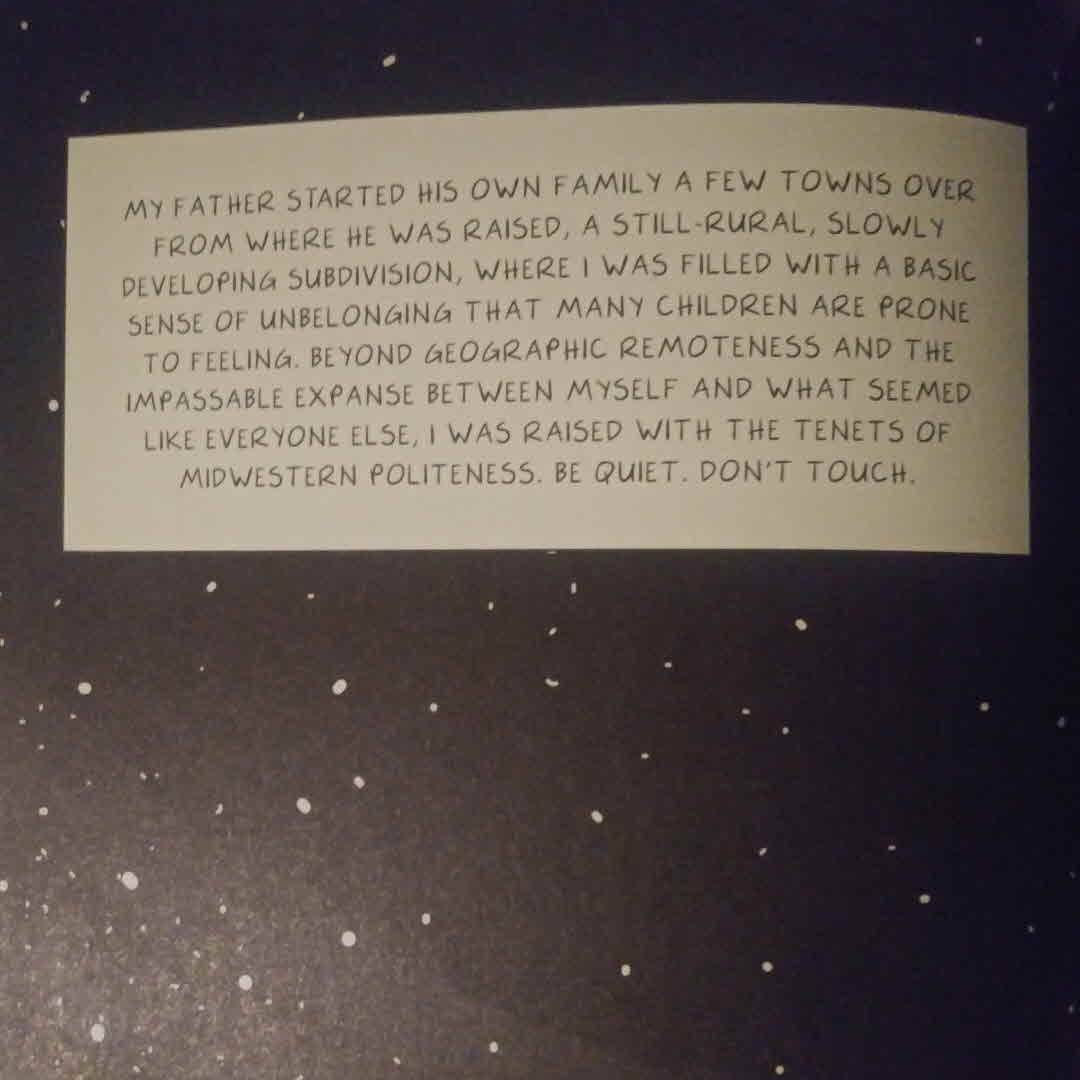 MY FATHER STARTED HIS OWN FAMILY A FEW TOWNS OVER
FROM WHERE HE WAS RAISED, A STILL-RURAL, SLOWLY
DEVELOPING SUBDIVISION, WHERE I WAS FILLED WITH A BASIC
SENSE OF UNBELONGING THAT MANY CHILDREN ARE PRONE
TO FEELING. BEYOND GEOGRAPHIC REMOTENESS AND THE
IMPASSABLE EXPANSE BETWEEN MYSELF AND WHAT SEEMED
LIKE EVERYONE ELSE, I WAS RAISED WITH THE TENETS OF
MIDWESTERN POLITENESS. BE QUIET. DON'T TOUCH.